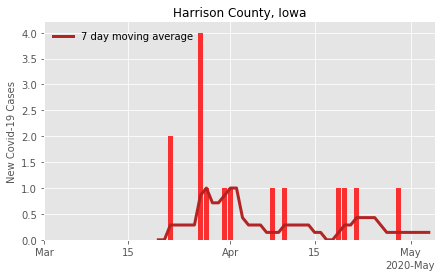 Harrison County, Iowa
7 day moving average
New Covid-19 Cases
4.0
3.5
3.0
2.5
2.0
1.5
1.0
0.5
0.0
Mar
15
Apr
15
May
2020-May